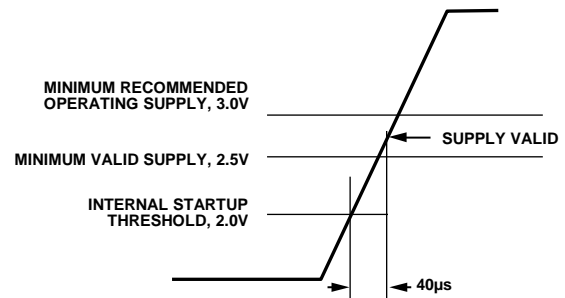 MINIMUM RECOMMENDED
OPERATING SUPPLY, 3.0V
SUPPLY VALID
MINIMUM VALID SUPPLY, 2.5V
INTERNAL STARTUP
THRESHOLD, 2.0V
40µs